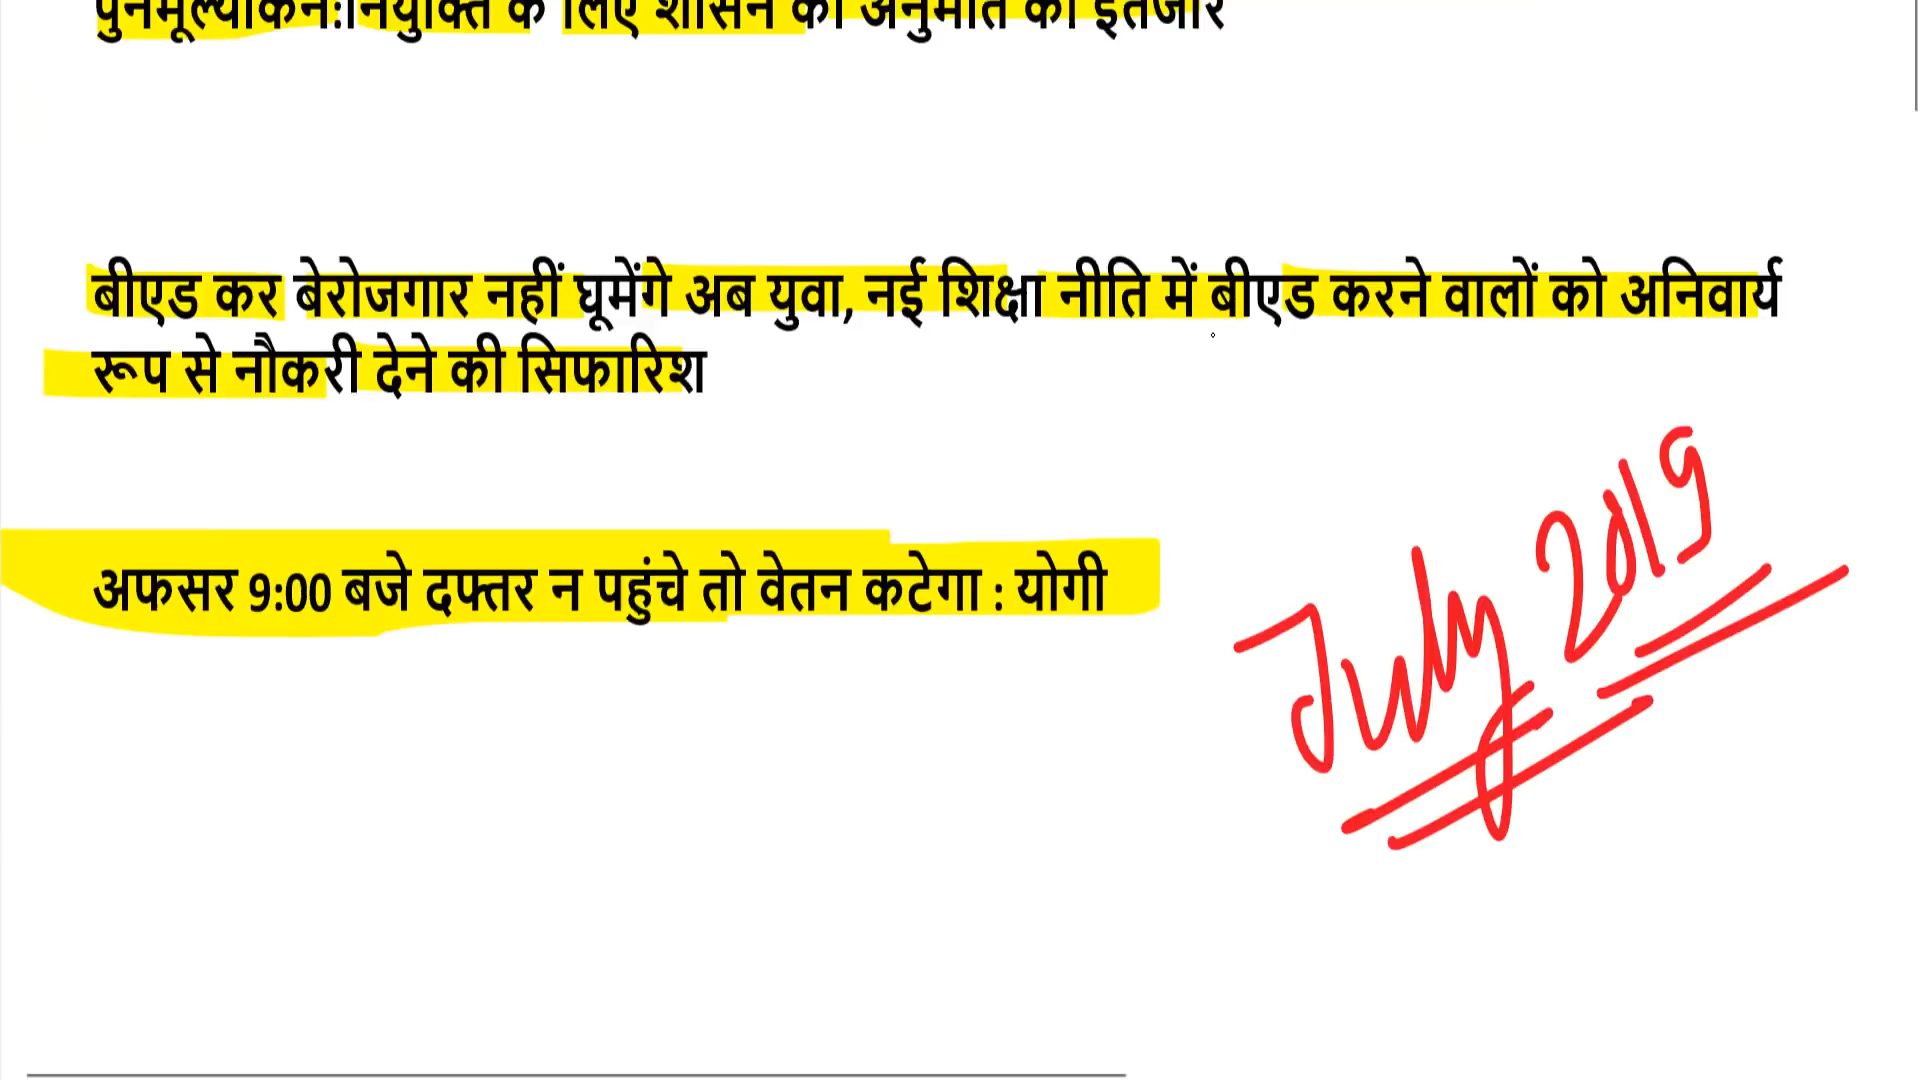 पुनर्मूल्यांकनःनियुक्ति के लिए शासन की अनुमति का इंतजार
बीएड कर बेरोजगार नहीं घूमेंगे अब युवा, नई शिक्षा नीति में बीएड करने वालों को अनिवार्य
रूप से नौकरी देने की सिफारिश
अफसर 9:00 बजे दफ्तर न पहुंचे तो वेतन कटेगा : योगी
July 2019